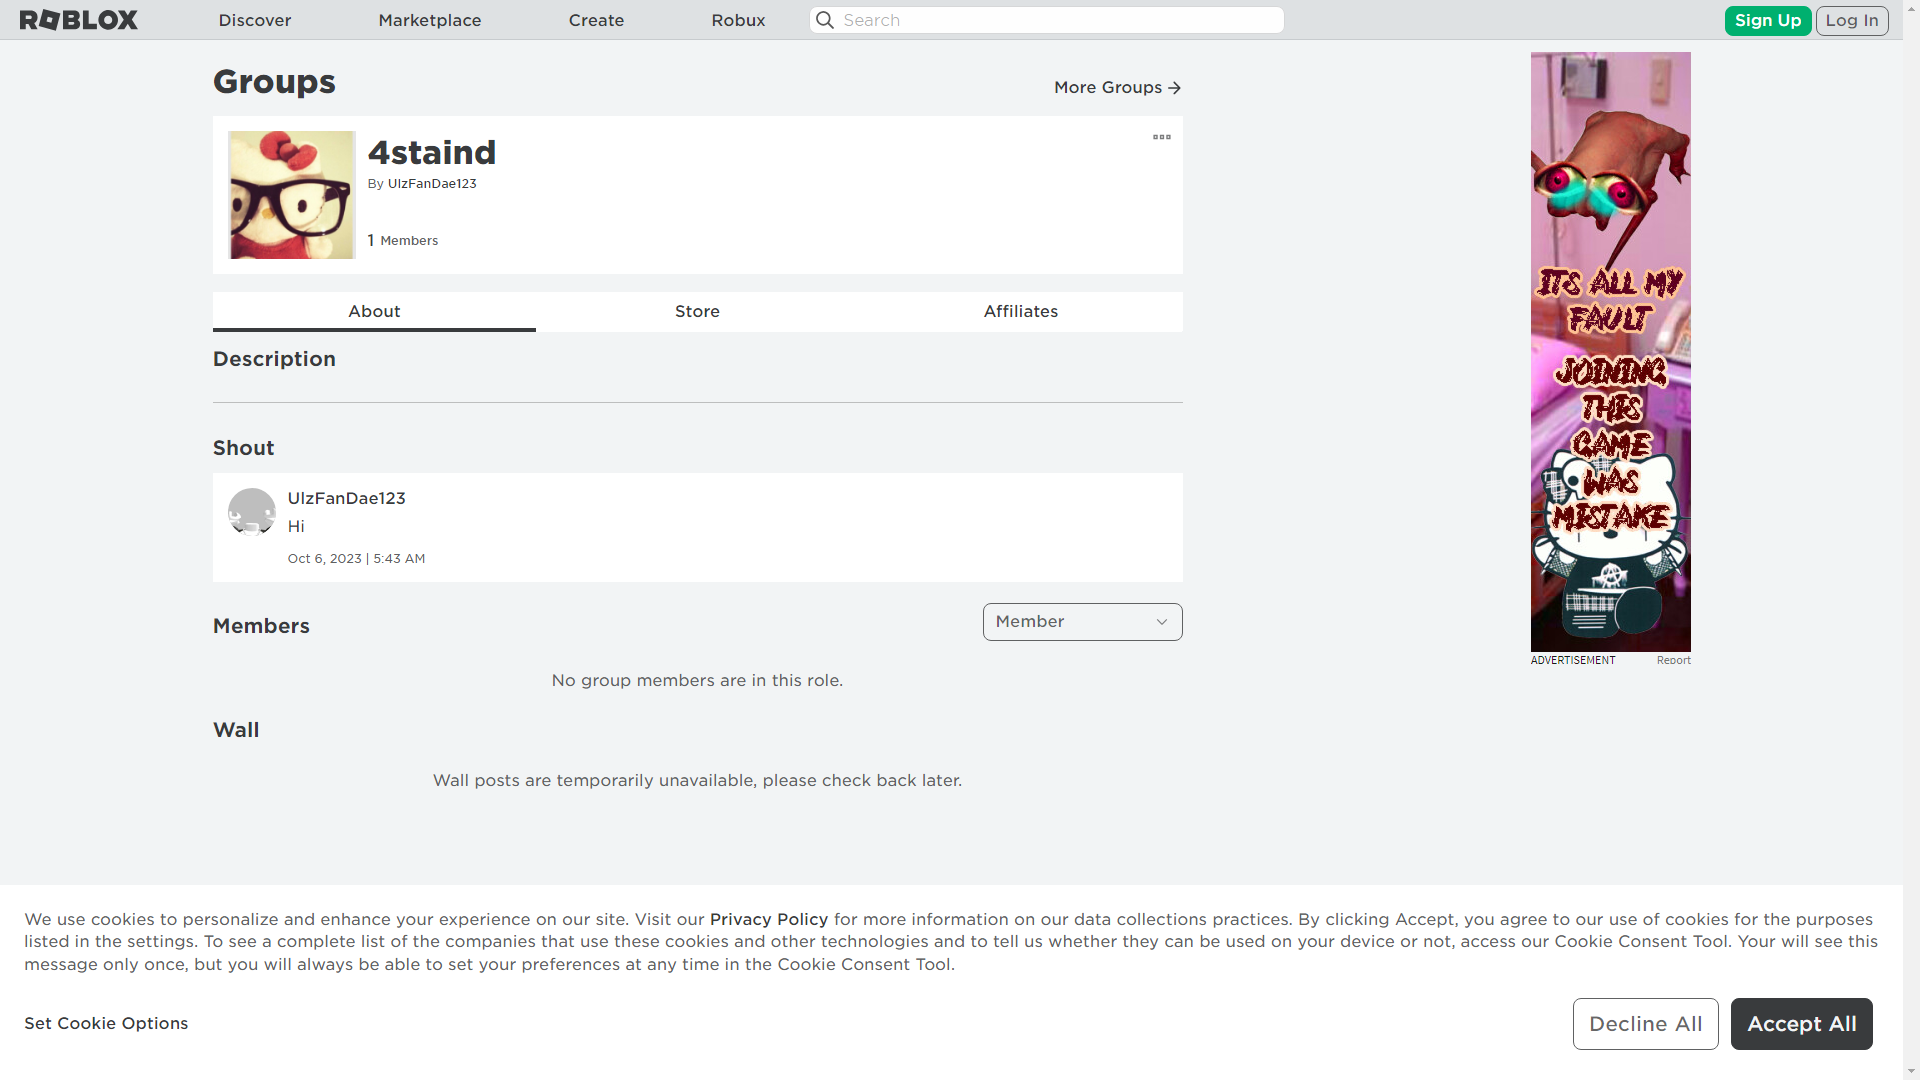 ROBLOX
Discover
Marketplace
Create
Robux
Search
Sign Up
Log In
Groups
More Groups
4staind
By UlzFanDae123
1 Members
About
Store
Affiliates
Description
Shout
UlzFanDae123
Hi
Oct 6, 2023 | 5:43 AM
Members
Member
No group members are in this role.
Wall
Wall posts are temporarily unavailable, please check back later.
ITS ALL MY
FAULT
JOINING
THIS
GAME
WAS
MISTAKE
ADVERTISEMENT
Report
We use cookies to personalize and enhance your experience on our site. Visit our Privacy Policy for more information on our data collections practices. By clicking Accept, you agree to our use of cookies for the purposes
listed in the settings. To see a complete list of the companies that use these cookies and other technologies and to tell us whether they can be used on your device or not, access our Cookie Consent Tool. Your will see this
message only once, but you will always be able to set your preferences at any time in the Cookie Consent Tool.
Set Cookie Options
Decline All
Accept All